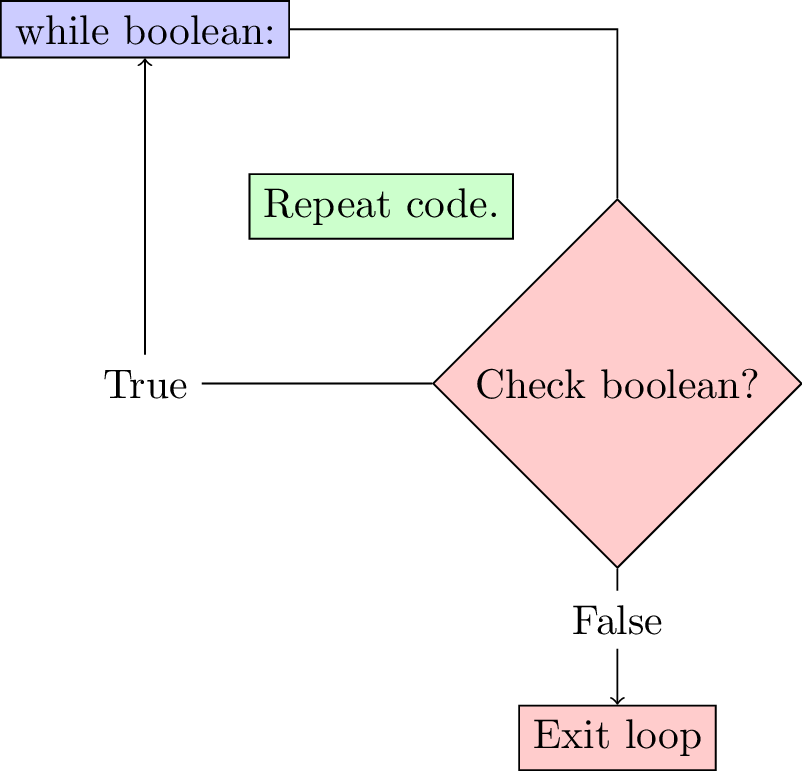 while boolean:
Repeat code.
True
Check boolean?
False
Exit loop